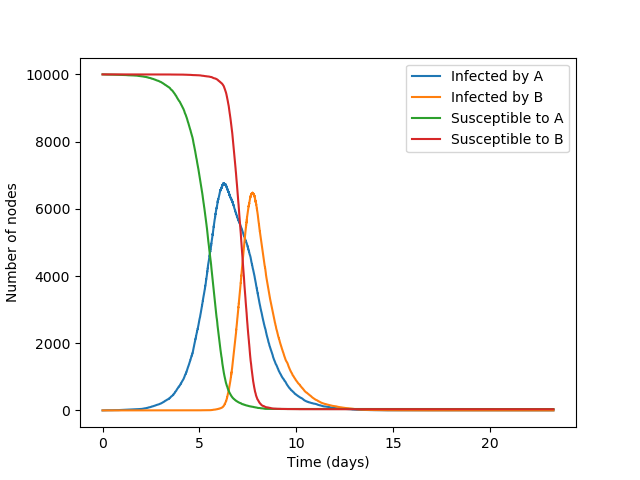 Infected by A
Infected by B
Susceptible to A
Susceptible to B
Number of nodes
10000
8000
6000
4000
2000
0
0 5 10 15 20
Time (days)